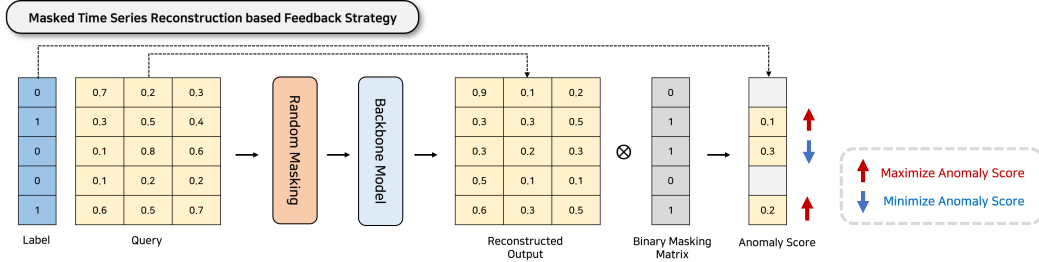 Masked Time Series Reconstruction based Feedback Strategy
0 0.7 0.2 0.3 0.9 0.1 0.2 0
1 0.3 0.5 0.4 0.3 0.3 0.5 1 0.1
0 0.1 0.8 0.6 0.3 0.2 0.3 1 0.3
0 0.1 0.2 0.2 0.5 0.1 0.1 0
1 0.6 0.5 0.7 0.6 0.3 0.5 1 0.2
Random Masking
Backbone Model
⊗
Maximize Anomaly Score
Minimize Anomaly Score
Label
Query
Reconstructed
Output
Binary Masking
Matrix
Anomaly Score